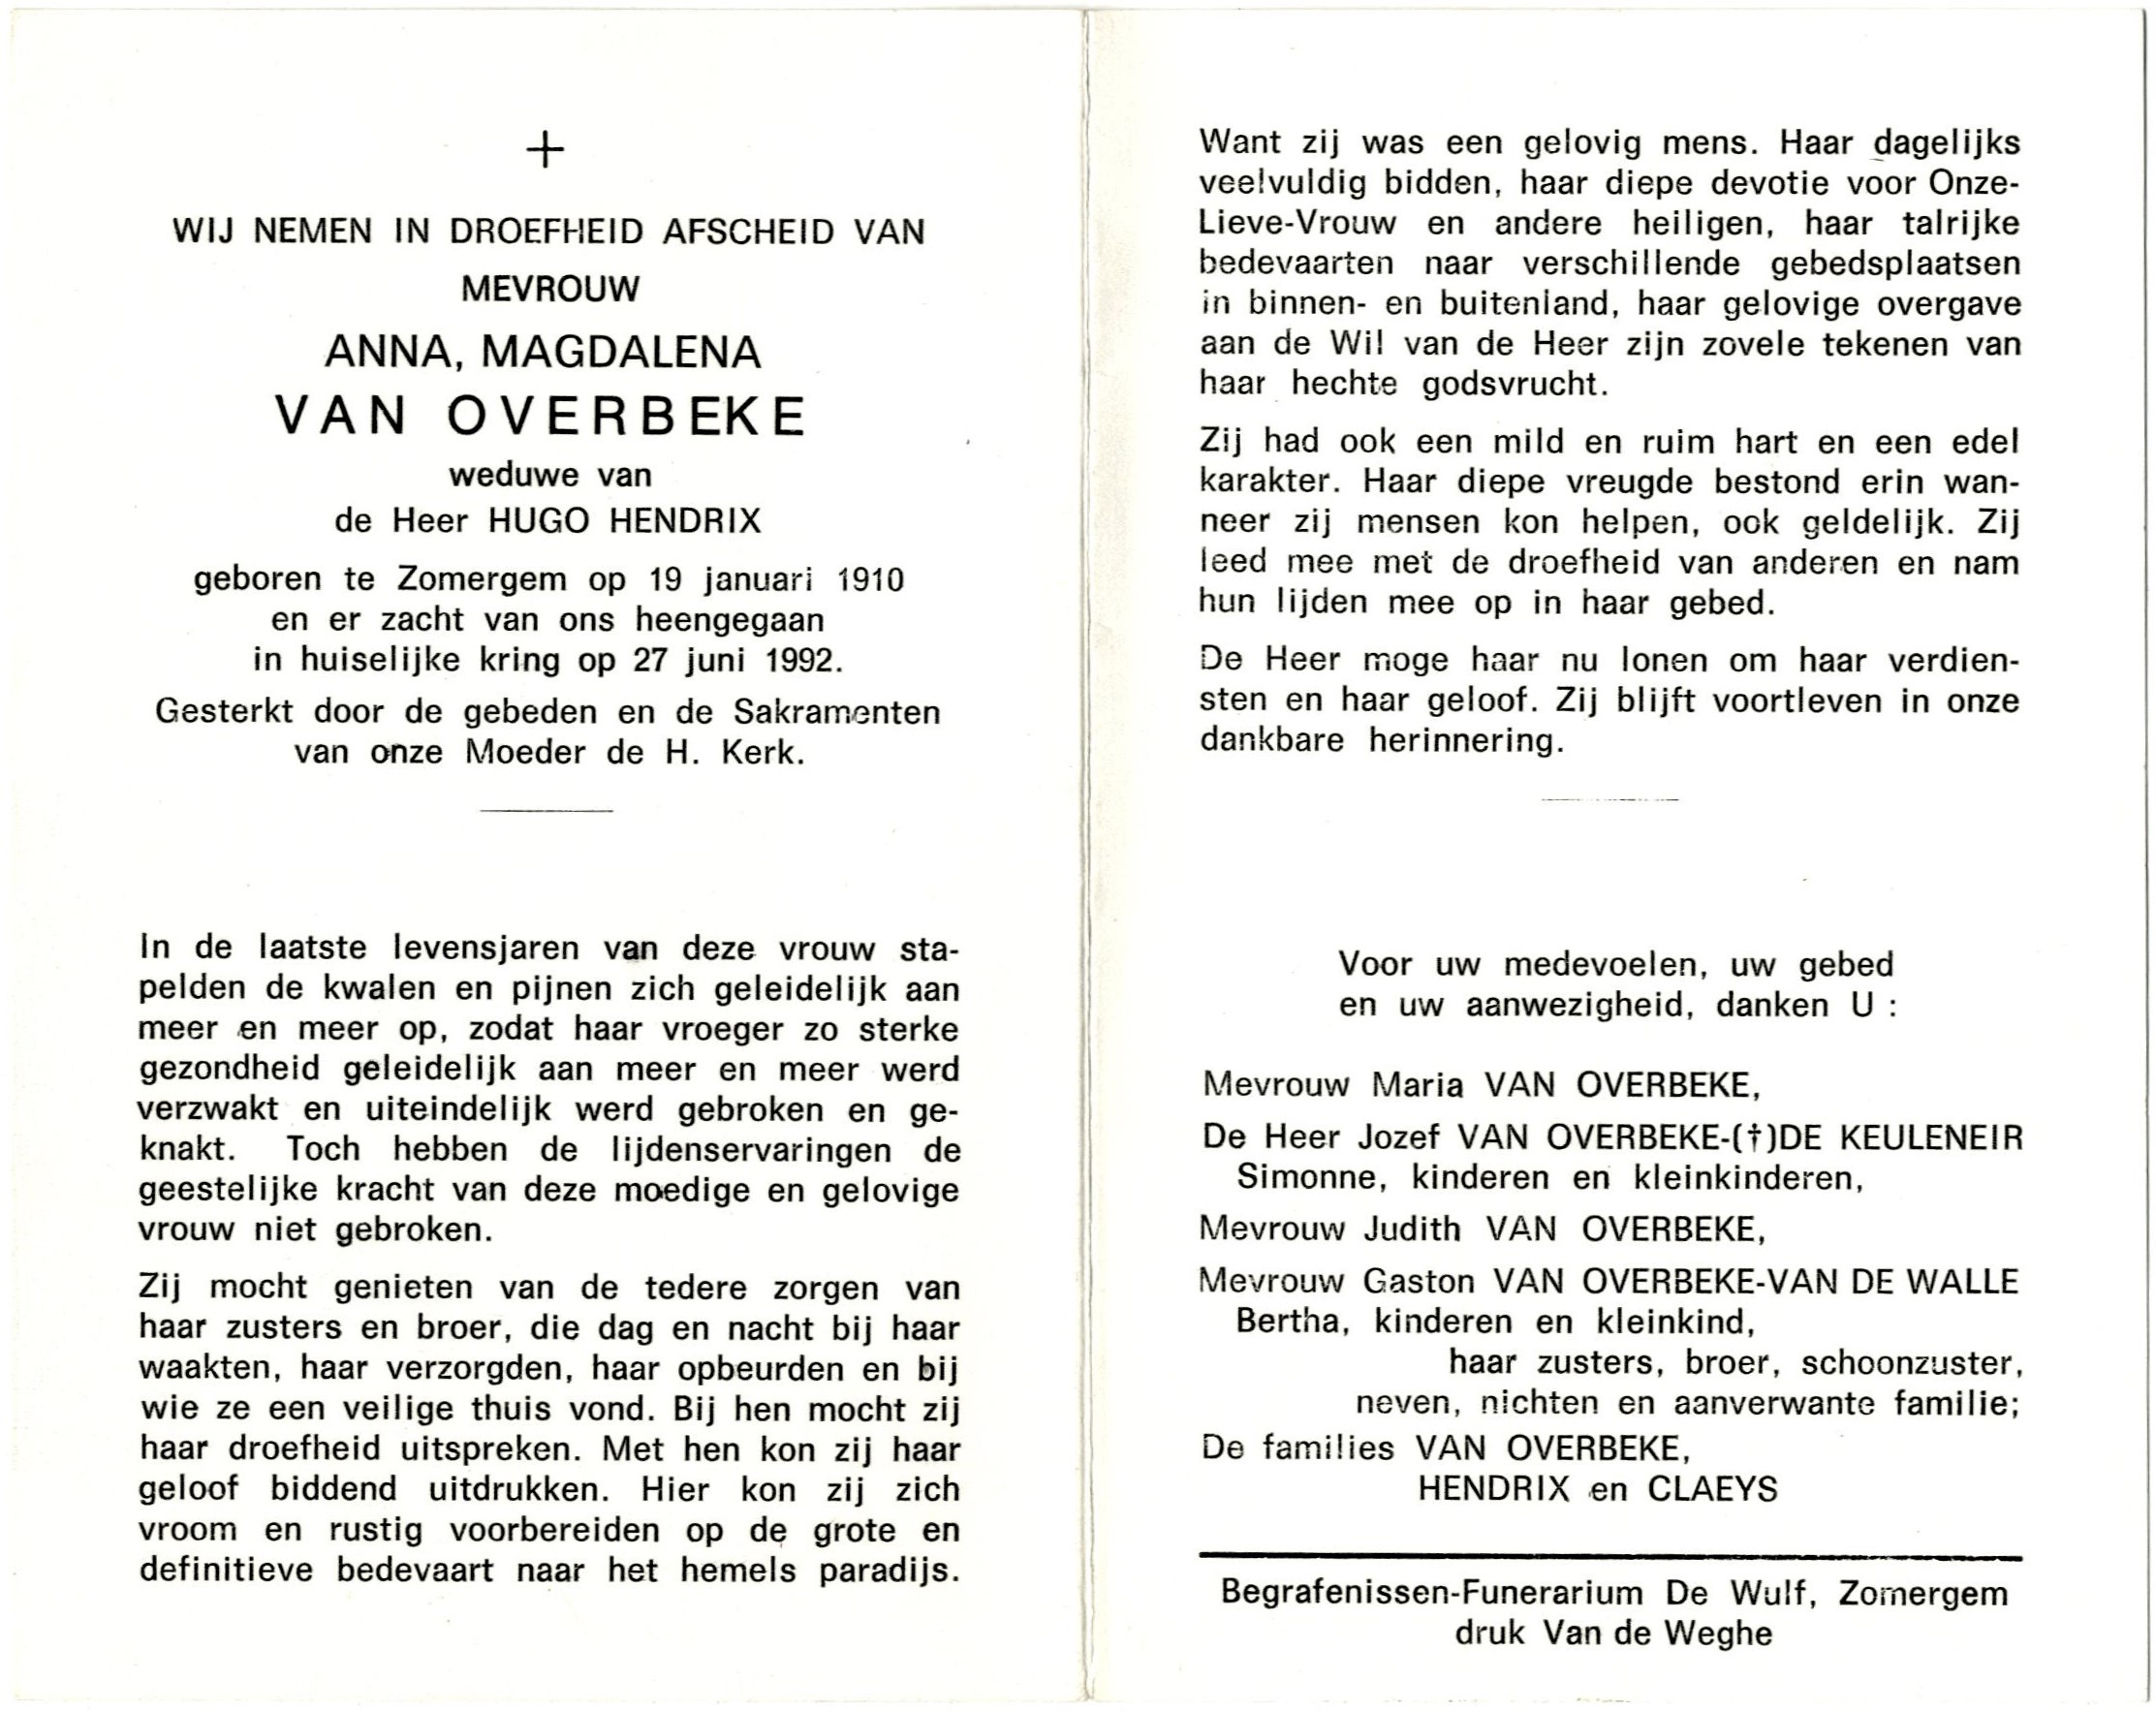 +
WIJ NEMEN IN DROEFHEID AFSCHEID VAN
MEVROUW
ANNA, MAGDALENA
VAN OVERBEKE
weduwe van
de Heer HUGO HENDRIX
geboren te Zomergem op 19 januari 1910
en er zacht van ons heengegaan
in huiselijke kring op 27 juni 1992.
Gesterkt door de gebeden en de Sakramenten
van onze Moeder de H. Kerk.
In de laatste levensjaren van deze vrouw sta-
pelden de kwalen en pijnen zich geleidelijk aan
meer en meer op, zodat haar vroeger zo sterke
gezondheid geleidelijk aan meer en meer werd
verzwakt en uiteindelijk werd gebroken en ge-
knakt. Toch hebben de lijdenservaringen de
geestelijke kracht van deze moedige en gelovige
vrouw niet gebroken.
Zij mocht genieten van de tedere zorgen van
haar zusters en broer, die dag en nacht bij haar
waakten, haar verzorgden, haar opbeurden en bij
wie ze een veilige thuis vond. Bij hen mocht zij
haar droefheid uitspreken. Met hen kon zij haar
geloof biddend uitdrukken. Hier kon zij zich
vroom en rustig voorbereiden op de grote en
definitieve bedevaart naar het hemels paradijs.
Want zij was een gelovig mens. Haar dagelijks
veelvuldig bidden, haar diepe devotie voor Onze-
Lieve-Vrouw en andere heiligen, haar talrijke
bedevaarten naar verschillende gebedsplaatsen
in binnen- en buitenland, haar gelovige overgave
aan de Wil van de Heer zijn zovele tekenen van
haar hechte godsvrucht.
Zij had ook een mild en ruim hart en een edel
karakter. Haar diepe vreugde bestond erin wan-
neer zij mensen kon helpen, ook geldelijk. Zij
leed mee met de droefheid van anderen en nam
hun lijden mee op in haar gebed.
De Heer moge haar nu lonen om haar verdien-
sten en haar geloof. Zij blijft voortleven in onze
dankbare herinnering.
Voor uw medevoelen, uw gebed
en uw aanwezigheid, danken U :
Mevrouw Maria VAN OVERBEKE,
De Heer Jozef VAN OVERBEKE-(†)DE KEULENEIR
Simonne, kinderen en kleinkinderen,
Mevrouw Judith VAN OVERBEKE,
Mevrouw Gaston VAN OVERBEKE-VAN DE WALLE
Bertha, kinderen en kleinkind,
haar zusters, broer, schoonzuster,
neven, nichten en aanverwante familie;
De families VAN OVERBEKE,
HENDRIX en CLAEYS
Begrafenissen-Funerarium De Wulf, Zomergem
druk Van de Weghe